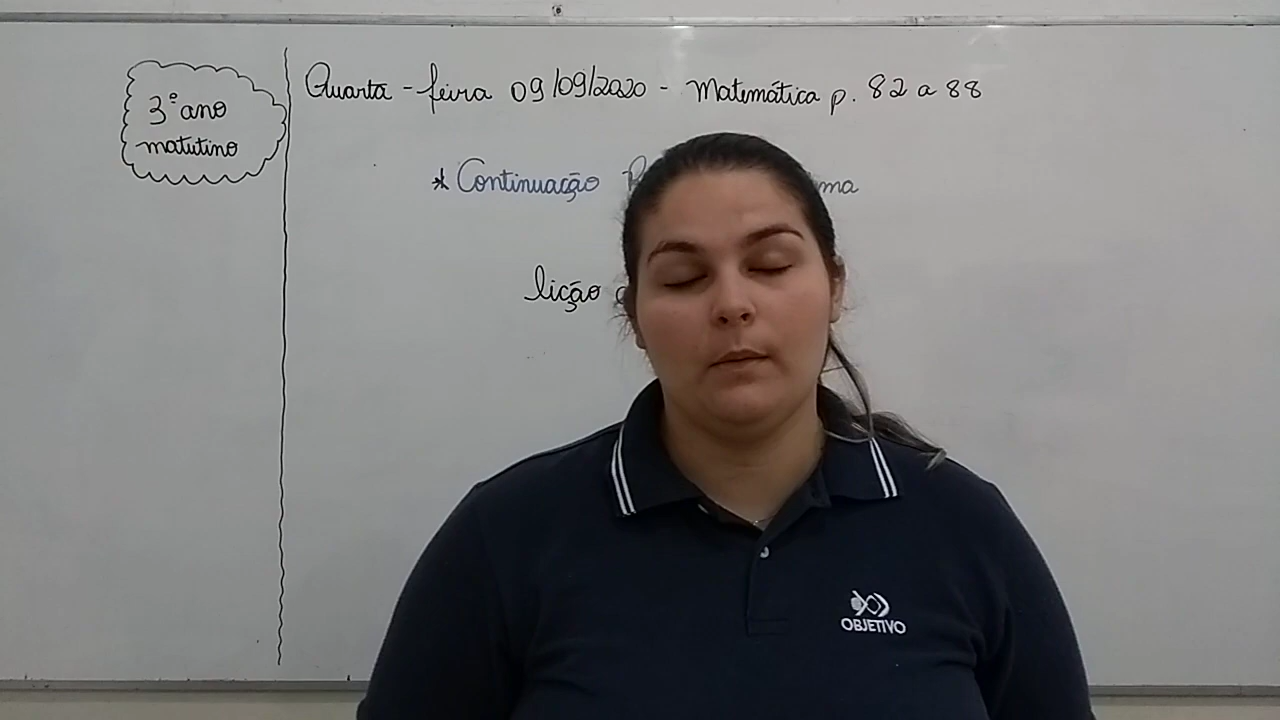 3º ano
matutino
Quarta-feira 09/09/2020 - Matemática p. 82 a 88
* Continuação
lição
OBJETIVO